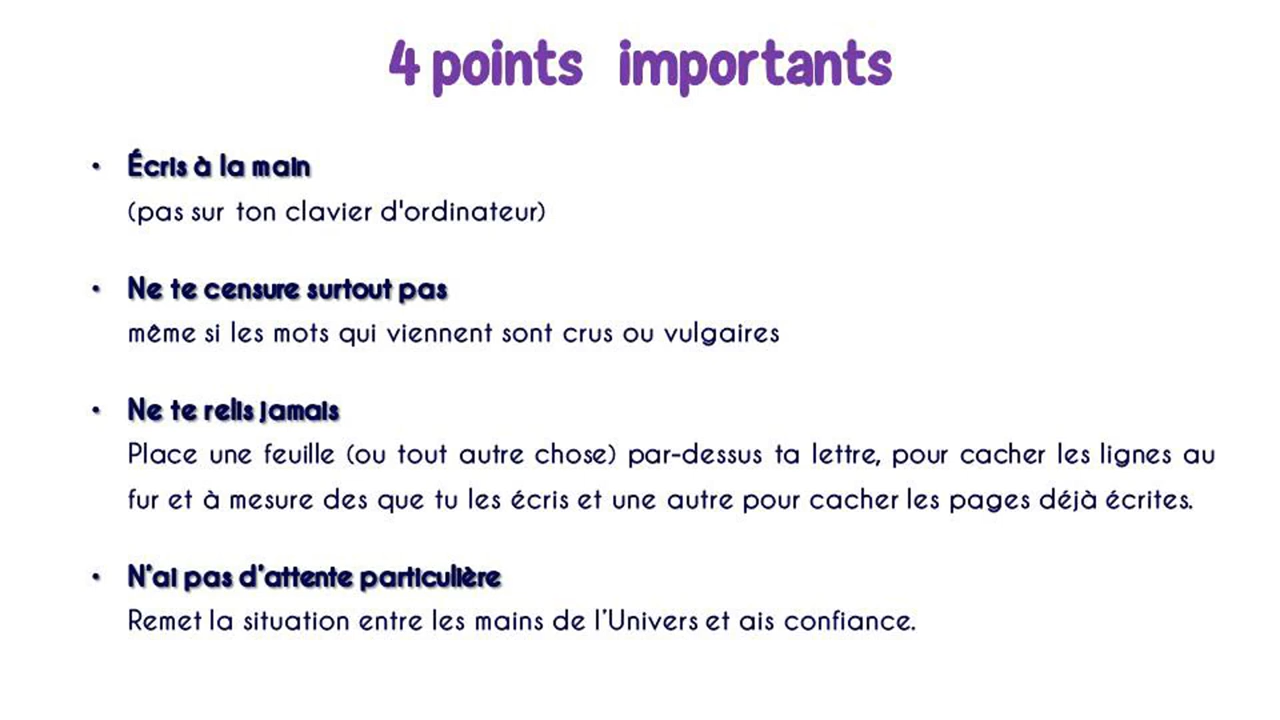 4 points importants
• Écris à la main
(pas sur ton clavier d'ordinateur)
• Ne te censure surtout pas
même si les mots qui viennent sont crus ou vulgaires
• Ne te relis jamais
Place une feuille (ou tout autre chose) par-dessus ta lettre, pour cacher les lignes au
fur et à mesure des que tu les écris et une autre pour cacher les pages déjà écrites.
• N'ai pas d'attente particulière
Remet la situation entre les mains de l'Univers et ais confiance.